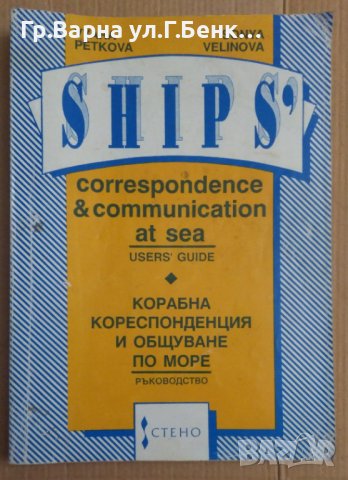 Гр.Варна ул.Г.Бенк...
PETKOVA VELINOVA
SHIPS'
correspondence
& communication
at sea
USERS' GUIDE
КОРАБНА
КОРЕСПОНДЕНЦИЯ
И ОБЩУВАНЕ
ПО МОРЕ
РЪКОВОДСТВО
СТЕНО
BAZAR